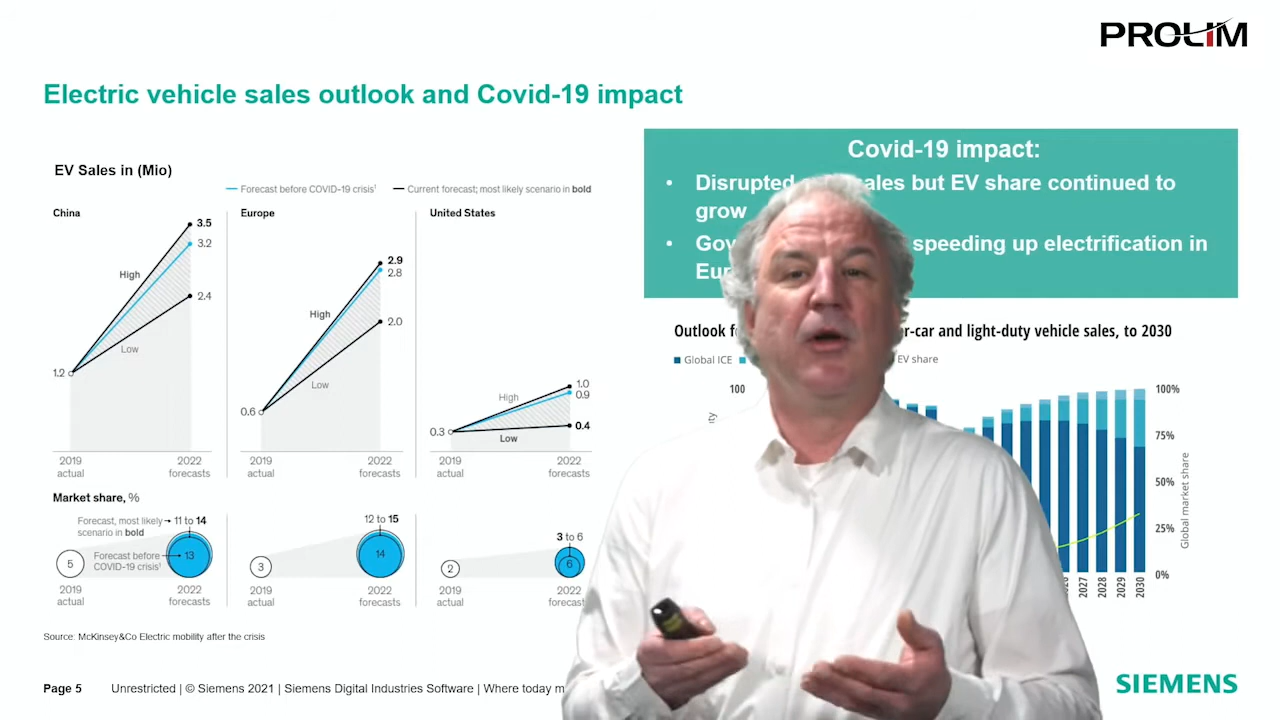 PROLIM
Electric vehicle sales outlook and Covid-19 impact
EV Sales in (Mio)
Forecast before COVID-19 crisis¹
Current forecast; most likely scenario in bold
China
Europe
United States
3.5
3.2
2.4
1.2
High
Low
2.9
2.8
2.0
0.6
High
Low
1.0
0.9
0.4
0.3
High
Low
2019 actual
2022 forecasts
2019 actual
2022 forecasts
2019 actual
2022 forecasts
Market share, %
Forecast, most likely
scenario in bold
11 to 14
Forecast before
COVID-19 crisis¹
5
13
12 to 15
3
14
3 to 6
2
6
2019 actual
2022 forecasts
2019 actual
2022 forecasts
2019 actual
2022
Source: McKinsey&Co Electric mobility after the crisis
Covid-19 impact:
• Disrupted sales but EV share continued to
grow
• speeding up electrification in
Outlook
and light-duty vehicle sales, to 2030
Global ICE
EV share
100
100%
75%
50%
25%
0%
Global market share
2027
2028
2029
2030
Page 5
Unrestricted | © Siemens 2021 | Siemens Digital Industries Software | Where today
SIEMENS